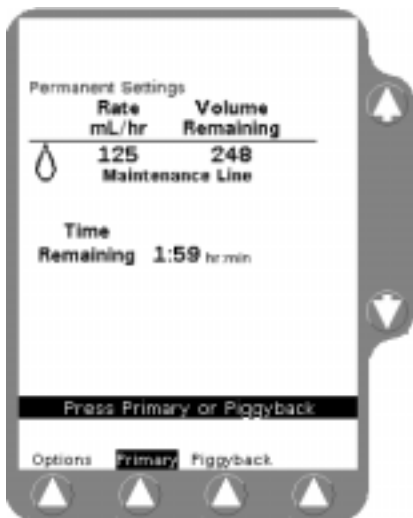 Permanent Settings
Rate Volume
mL/hr Remaining
125 248
Maintenance Line
Time
Remaining 1:59 hr:min
Press Primary or Piggyback
Options Primary Piggyback